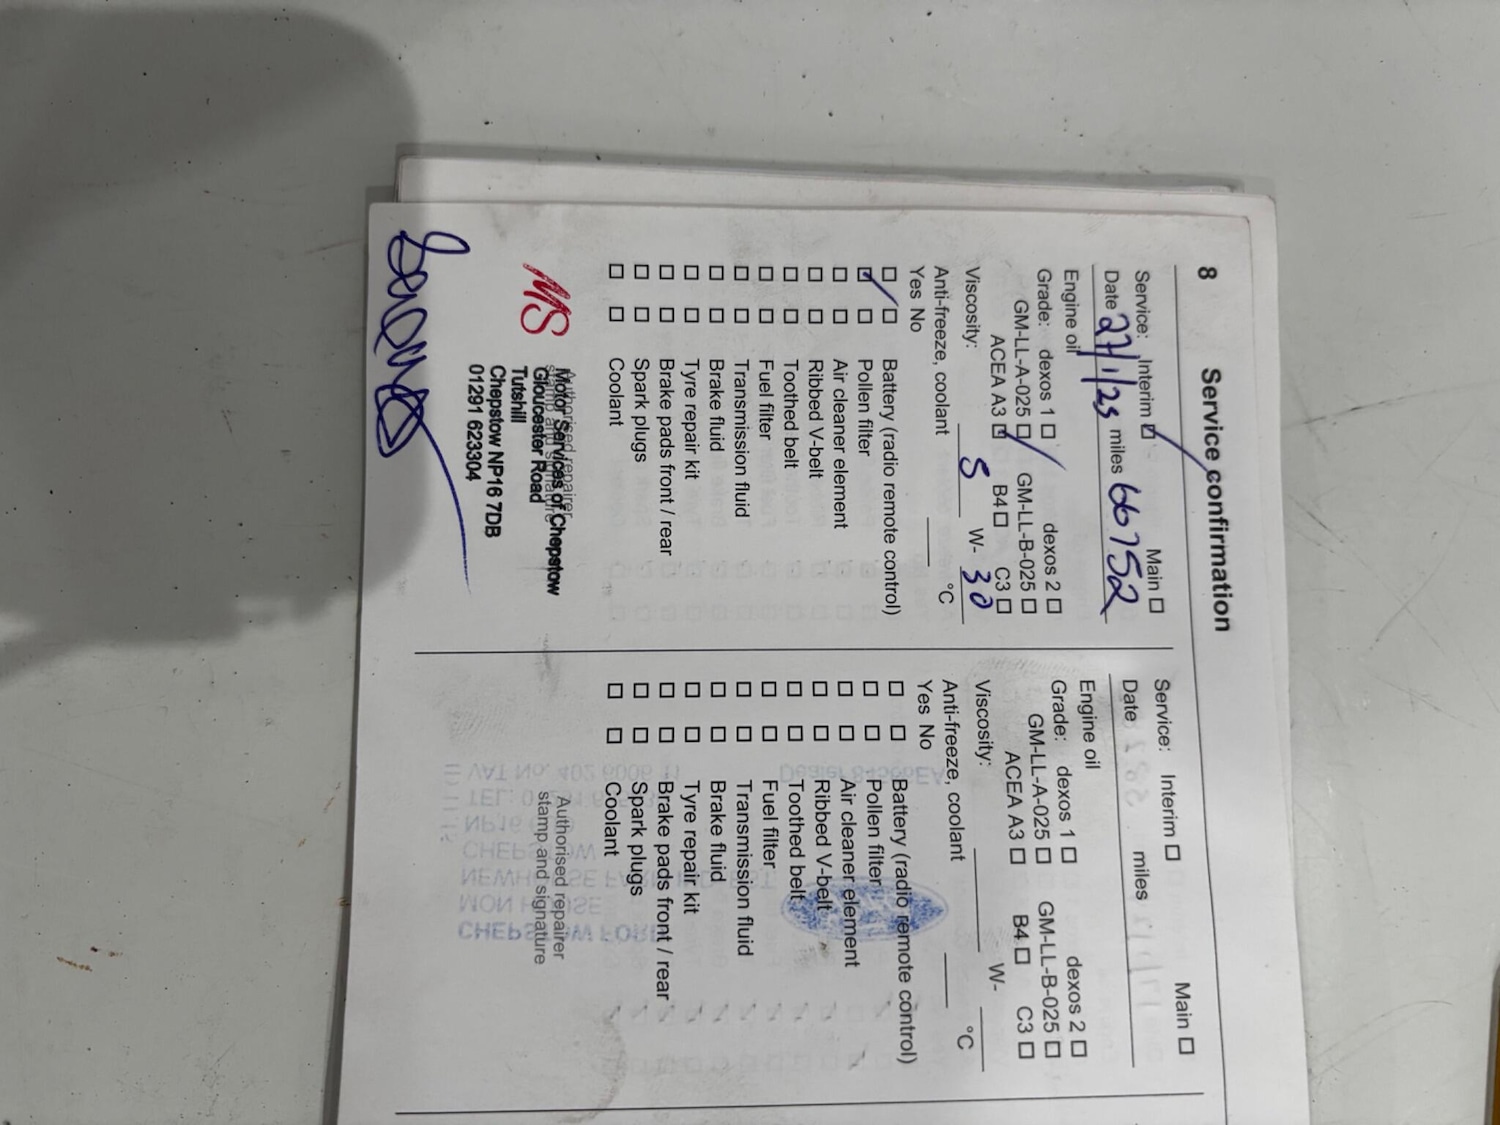 8 Service confirmation
Service: Interim ☑ Main ☐
Date 27/1/23 miles 66752
Engine oil
Grade: dexos 1 ☐ dexos 2 ☐
GM-LL-A-025 ☐ GM-LL-B-025 ☐
ACEA A3 ☑ B4 ☐ C3 ☐
Viscosity: 5 W- 30
Anti-freeze, coolant °C
Yes No
☐ ☐ Battery (radio remote control)
☑ ☐ Pollen filter
☐ ☐ Air cleaner element
☐ ☐ Ribbed V-belt
☐ ☐ Toothed belt
☐ ☐ Fuel filter
☐ ☐ Transmission fluid
☐ ☐ Brake fluid
☐ ☐ Tyre repair kit
☐ ☐ Brake pads front / rear
☐ ☐ Spark plugs
☐ ☐ Coolant
Authorised repairer
stamp and signature
MS
Motor Services of Chepstow
Gloucester Road
Tutshill
Chepstow NP16 7DB
01291 623304
Service: Interim ☐ Main ☐
Date miles
Engine oil
Grade: dexos 1 ☐ dexos 2 ☐
GM-LL-A-025 ☐ GM-LL-B-025 ☐
ACEA A3 ☐ B4 ☐ C3 ☐
Viscosity: W-
Anti-freeze, coolant °C
Yes No
☐ ☐ Battery (radio remote control)
☐ ☐ Pollen filter
☐ ☐ Air cleaner element
☐ ☐ Ribbed V-belt
☐ ☐ Toothed belt
☐ ☐ Fuel filter
☐ ☐ Transmission fluid
☐ ☐ Brake fluid
☐ ☐ Tyre repair kit
☐ ☐ Brake pads front / rear
☐ ☐ Spark plugs
☐ ☐ Coolant
Authorised repairer
stamp and signature